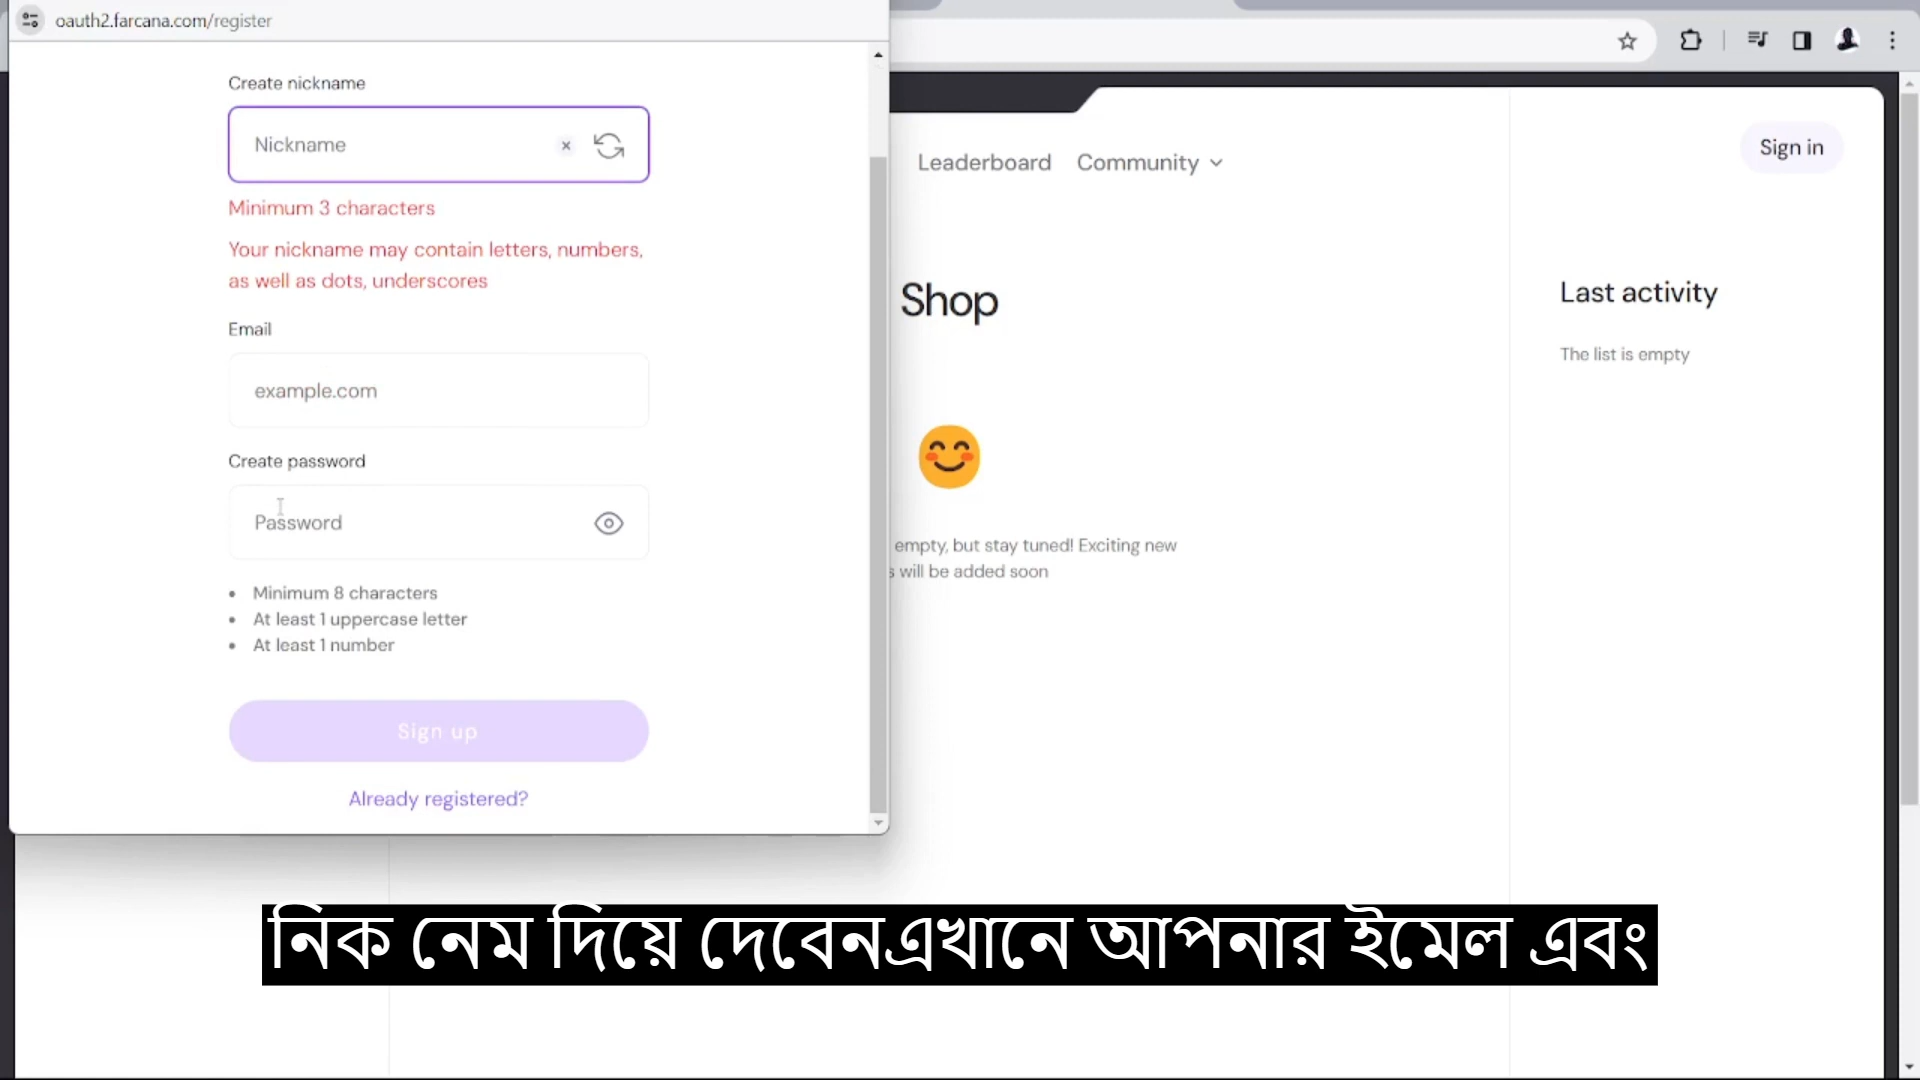 oauth2.farcana.com/register
Create nickname
Nickname
Minimum 3 characters
Your nickname may contain letters, numbers,
as well as dots, underscores
Email
example.com
Create password
Password
Minimum 8 characters
At least 1 uppercase letter
At least 1 number
Sign up
Already registered?
Leaderboard
Community
Sign in
Shop
empty, but stay tuned! Exciting new
s will be added soon
Last activity
The list is empty
নিক নেম দিয়ে দেবেনএখানে আপনার ইমেল এবং